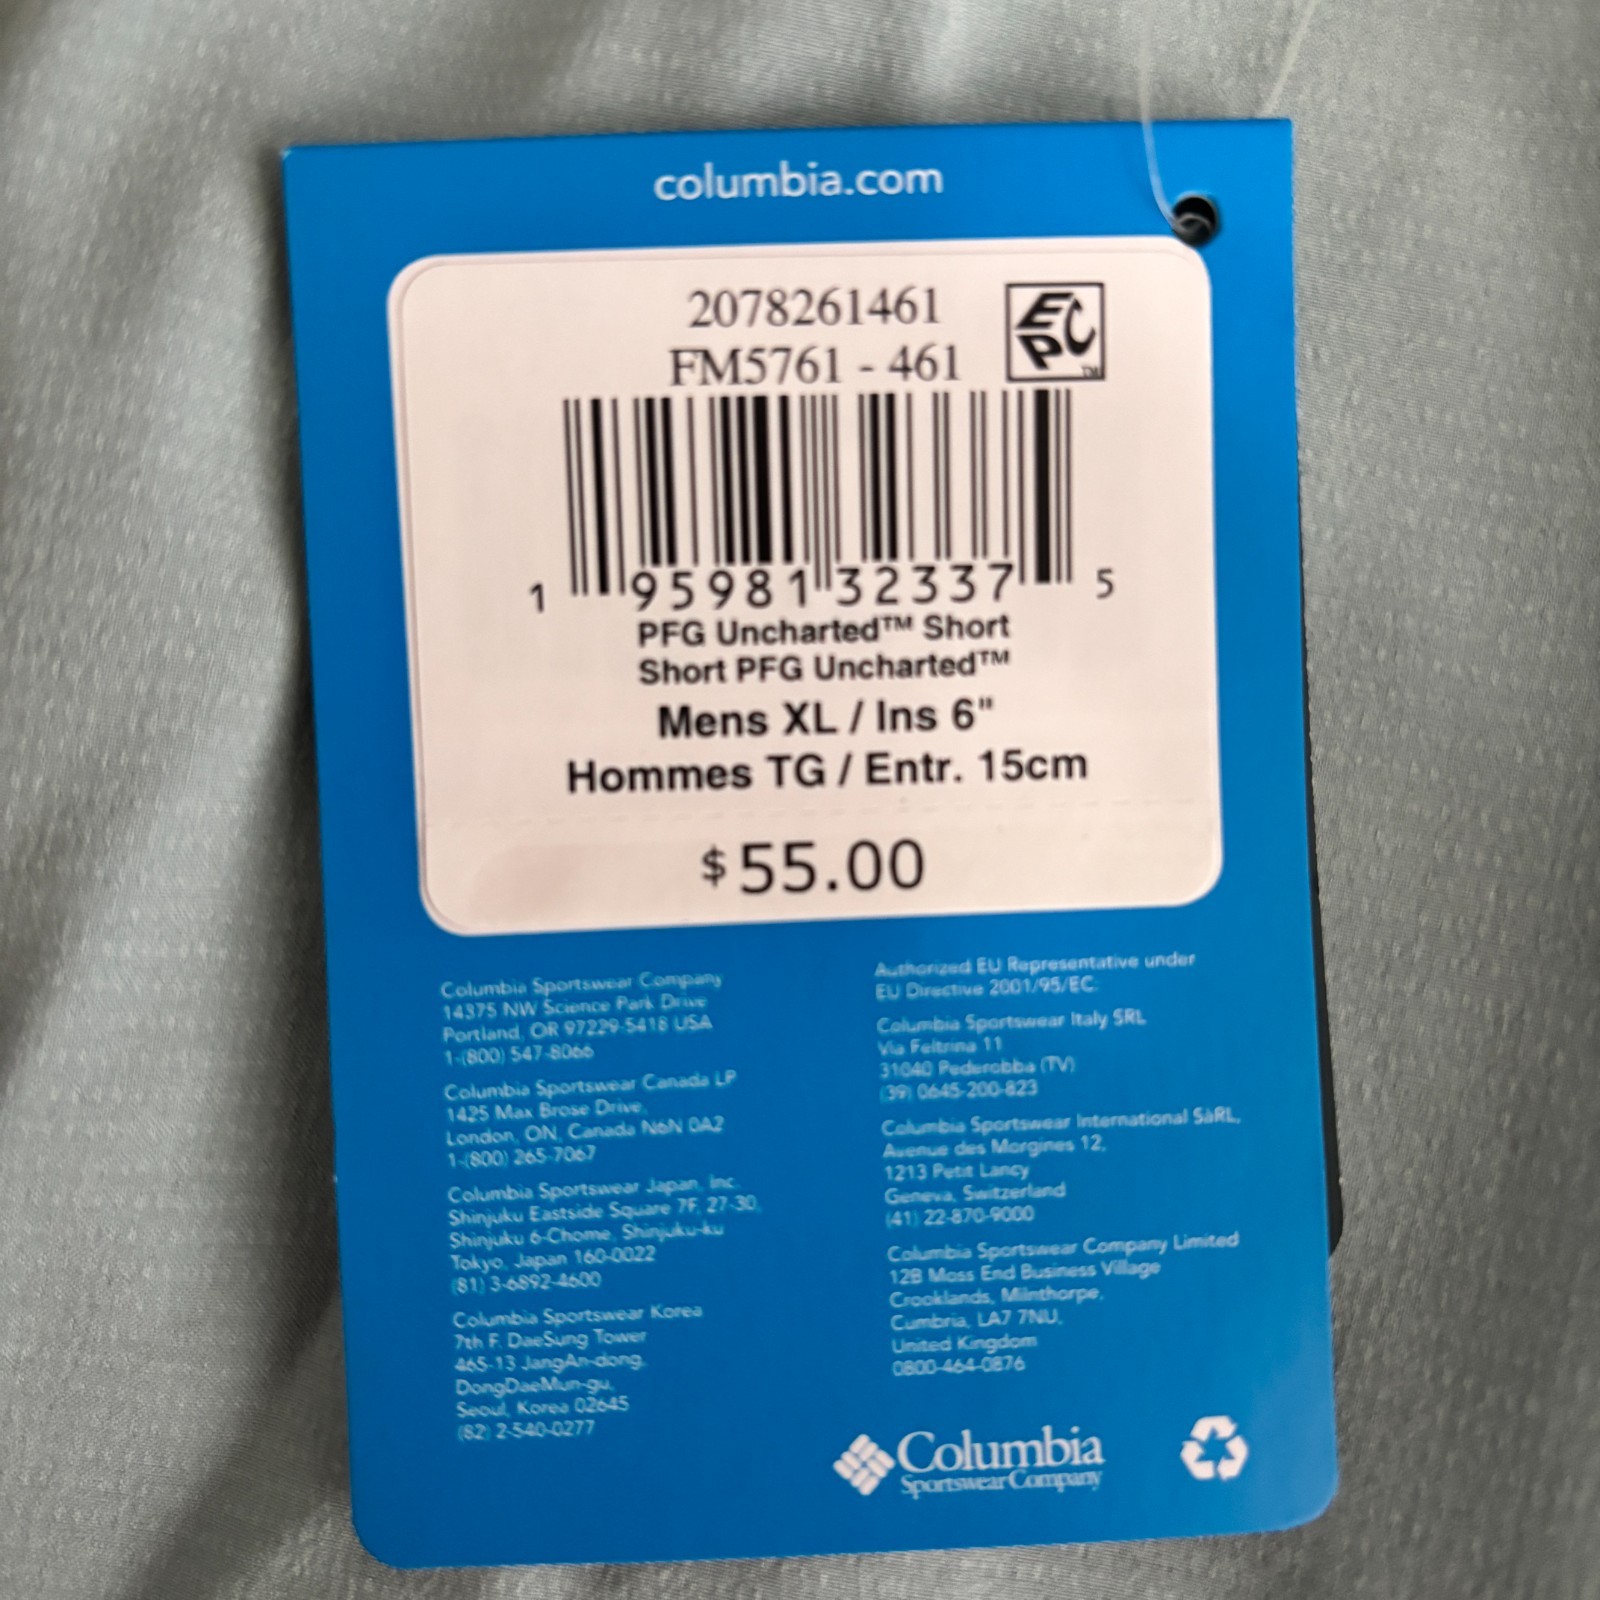 columbia.com
2078261461
FM5761 - 461
ECP™
1 95981 32337 5
PFG Uncharted™ Short
Short PFG Uncharted™
Mens XL / Ins 6"
Hommes TG / Entr. 15cm
$55.00
Columbia Sportswear Company
14375 NW Science Park Drive
Portland, OR 97229-5418 USA
1-(800) 547-8066
Columbia Sportswear Canada LP
1425 Max Brose Drive,
London, ON, Canada N6N 0A2
1-(800) 265-7067
Columbia Sportswear Japan, Inc.
Shinjuku Eastside Square 7F, 27-30,
Shinjuku 6-Chome, Shinjuku-ku
Tokyo, Japan 160-0022
(81) 3-6892-4600
Columbia Sportswear Korea
7th F. DaeSung Tower
465-13 JangAn-dong,
DongDaeMun-gu,
Seoul, Korea 02645
(82) 2-540-0277
Authorized EU Representative under
EU Directive 2001/95/EC:
Columbia Sportswear Italy SRL
Via Feltrina 11
31040 Pederobba (TV)
(39) 0645-200-823
Columbia Sportswear International SàRL,
Avenue des Morgines 12,
1213 Petit Lancy
Geneva, Switzerland
(41) 22-870-9000
Columbia Sportswear Company Limited
12B Moss End Business Village
Crooklands, Milnthorpe,
Cumbria, LA7 7NU,
United Kingdom
0800-464-0876
Columbia
Sportswear Company